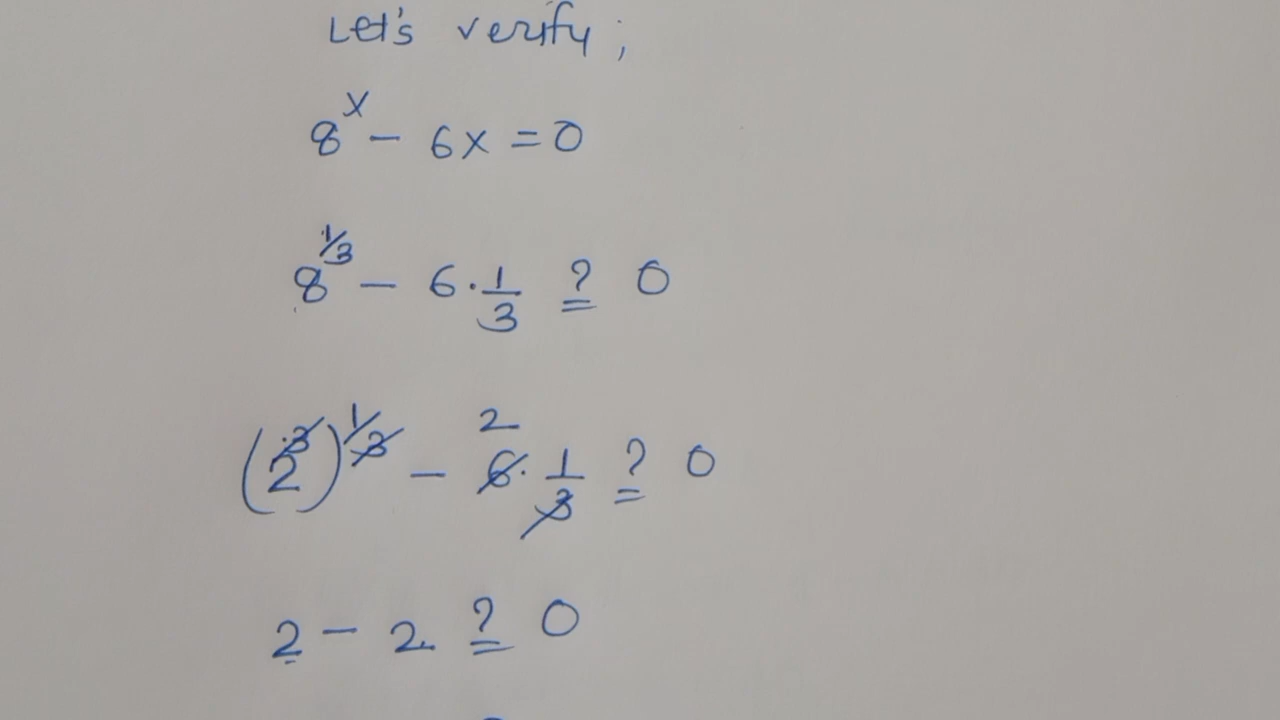 Let's verify;
8^x - 6x = 0
8^(1/3) - 6·1/3 ?= 0
(2^3)^(1/3) - 2 6·1/3 ?= 0
2 - 2 ?= 0